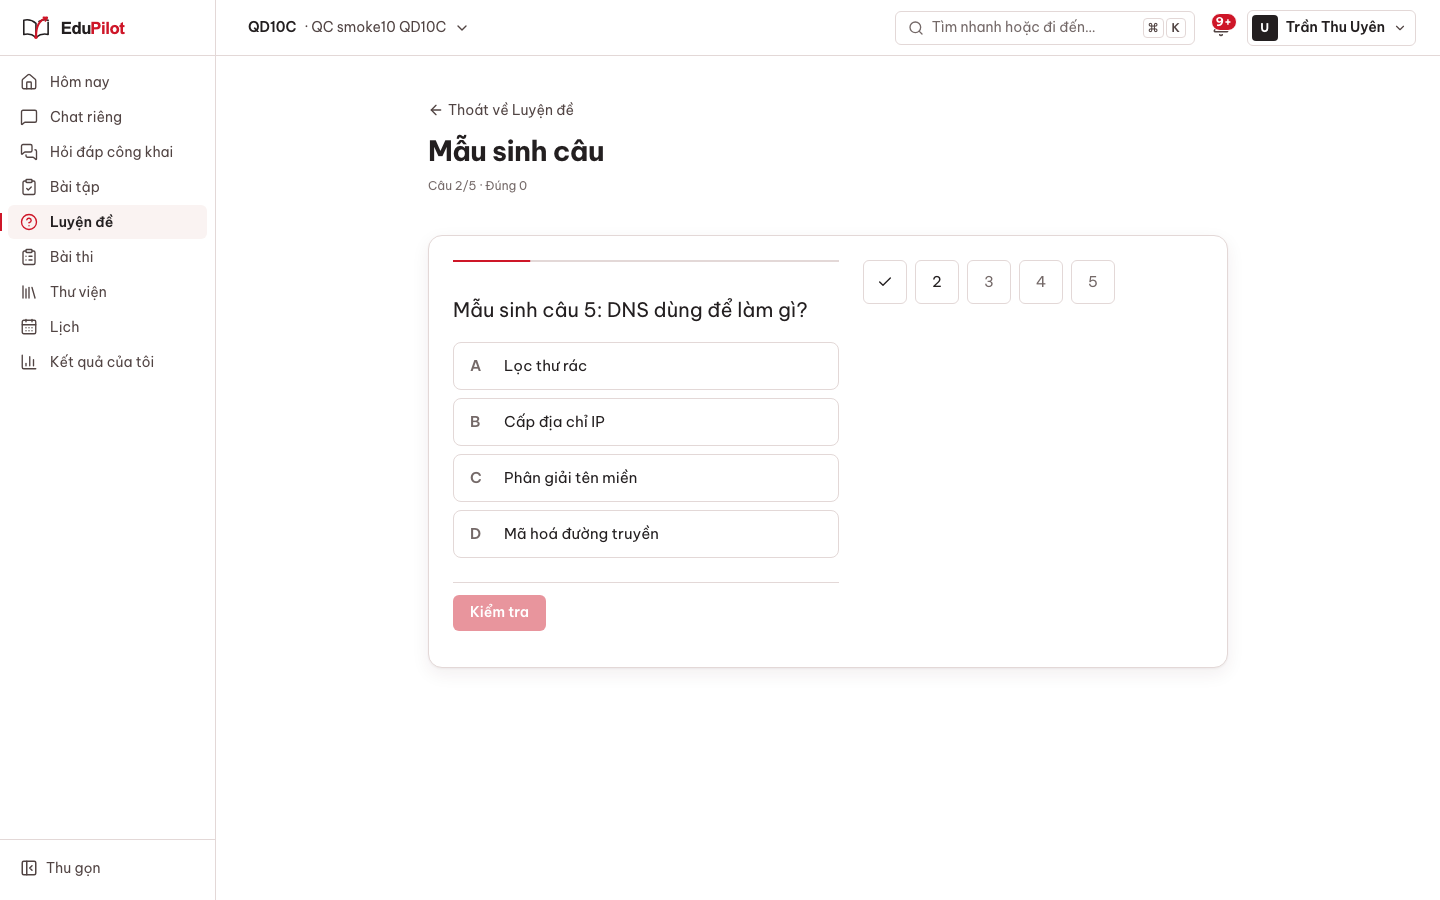 EduPilot
QD10C · QC smoke10 QD10C
Tìm nhanh hoặc đi đến...
⌘ K
9+
U Trần Thu Uyên
Hôm nay
Chat riêng
Hỏi đáp công khai
Bài tập
Luyện đề
Bài thi
Thư viện
Lịch
Kết quả của tôi
Thu gọn
Thoát về Luyện đề
Mẫu sinh câu
Câu 2/5 · Đúng 0
Mẫu sinh câu 5: DNS dùng để làm gì?
A Lọc thư rác
B Cấp địa chỉ IP
C Phân giải tên miền
D Mã hoá đường truyền
Kiểm tra
2 3 4 5